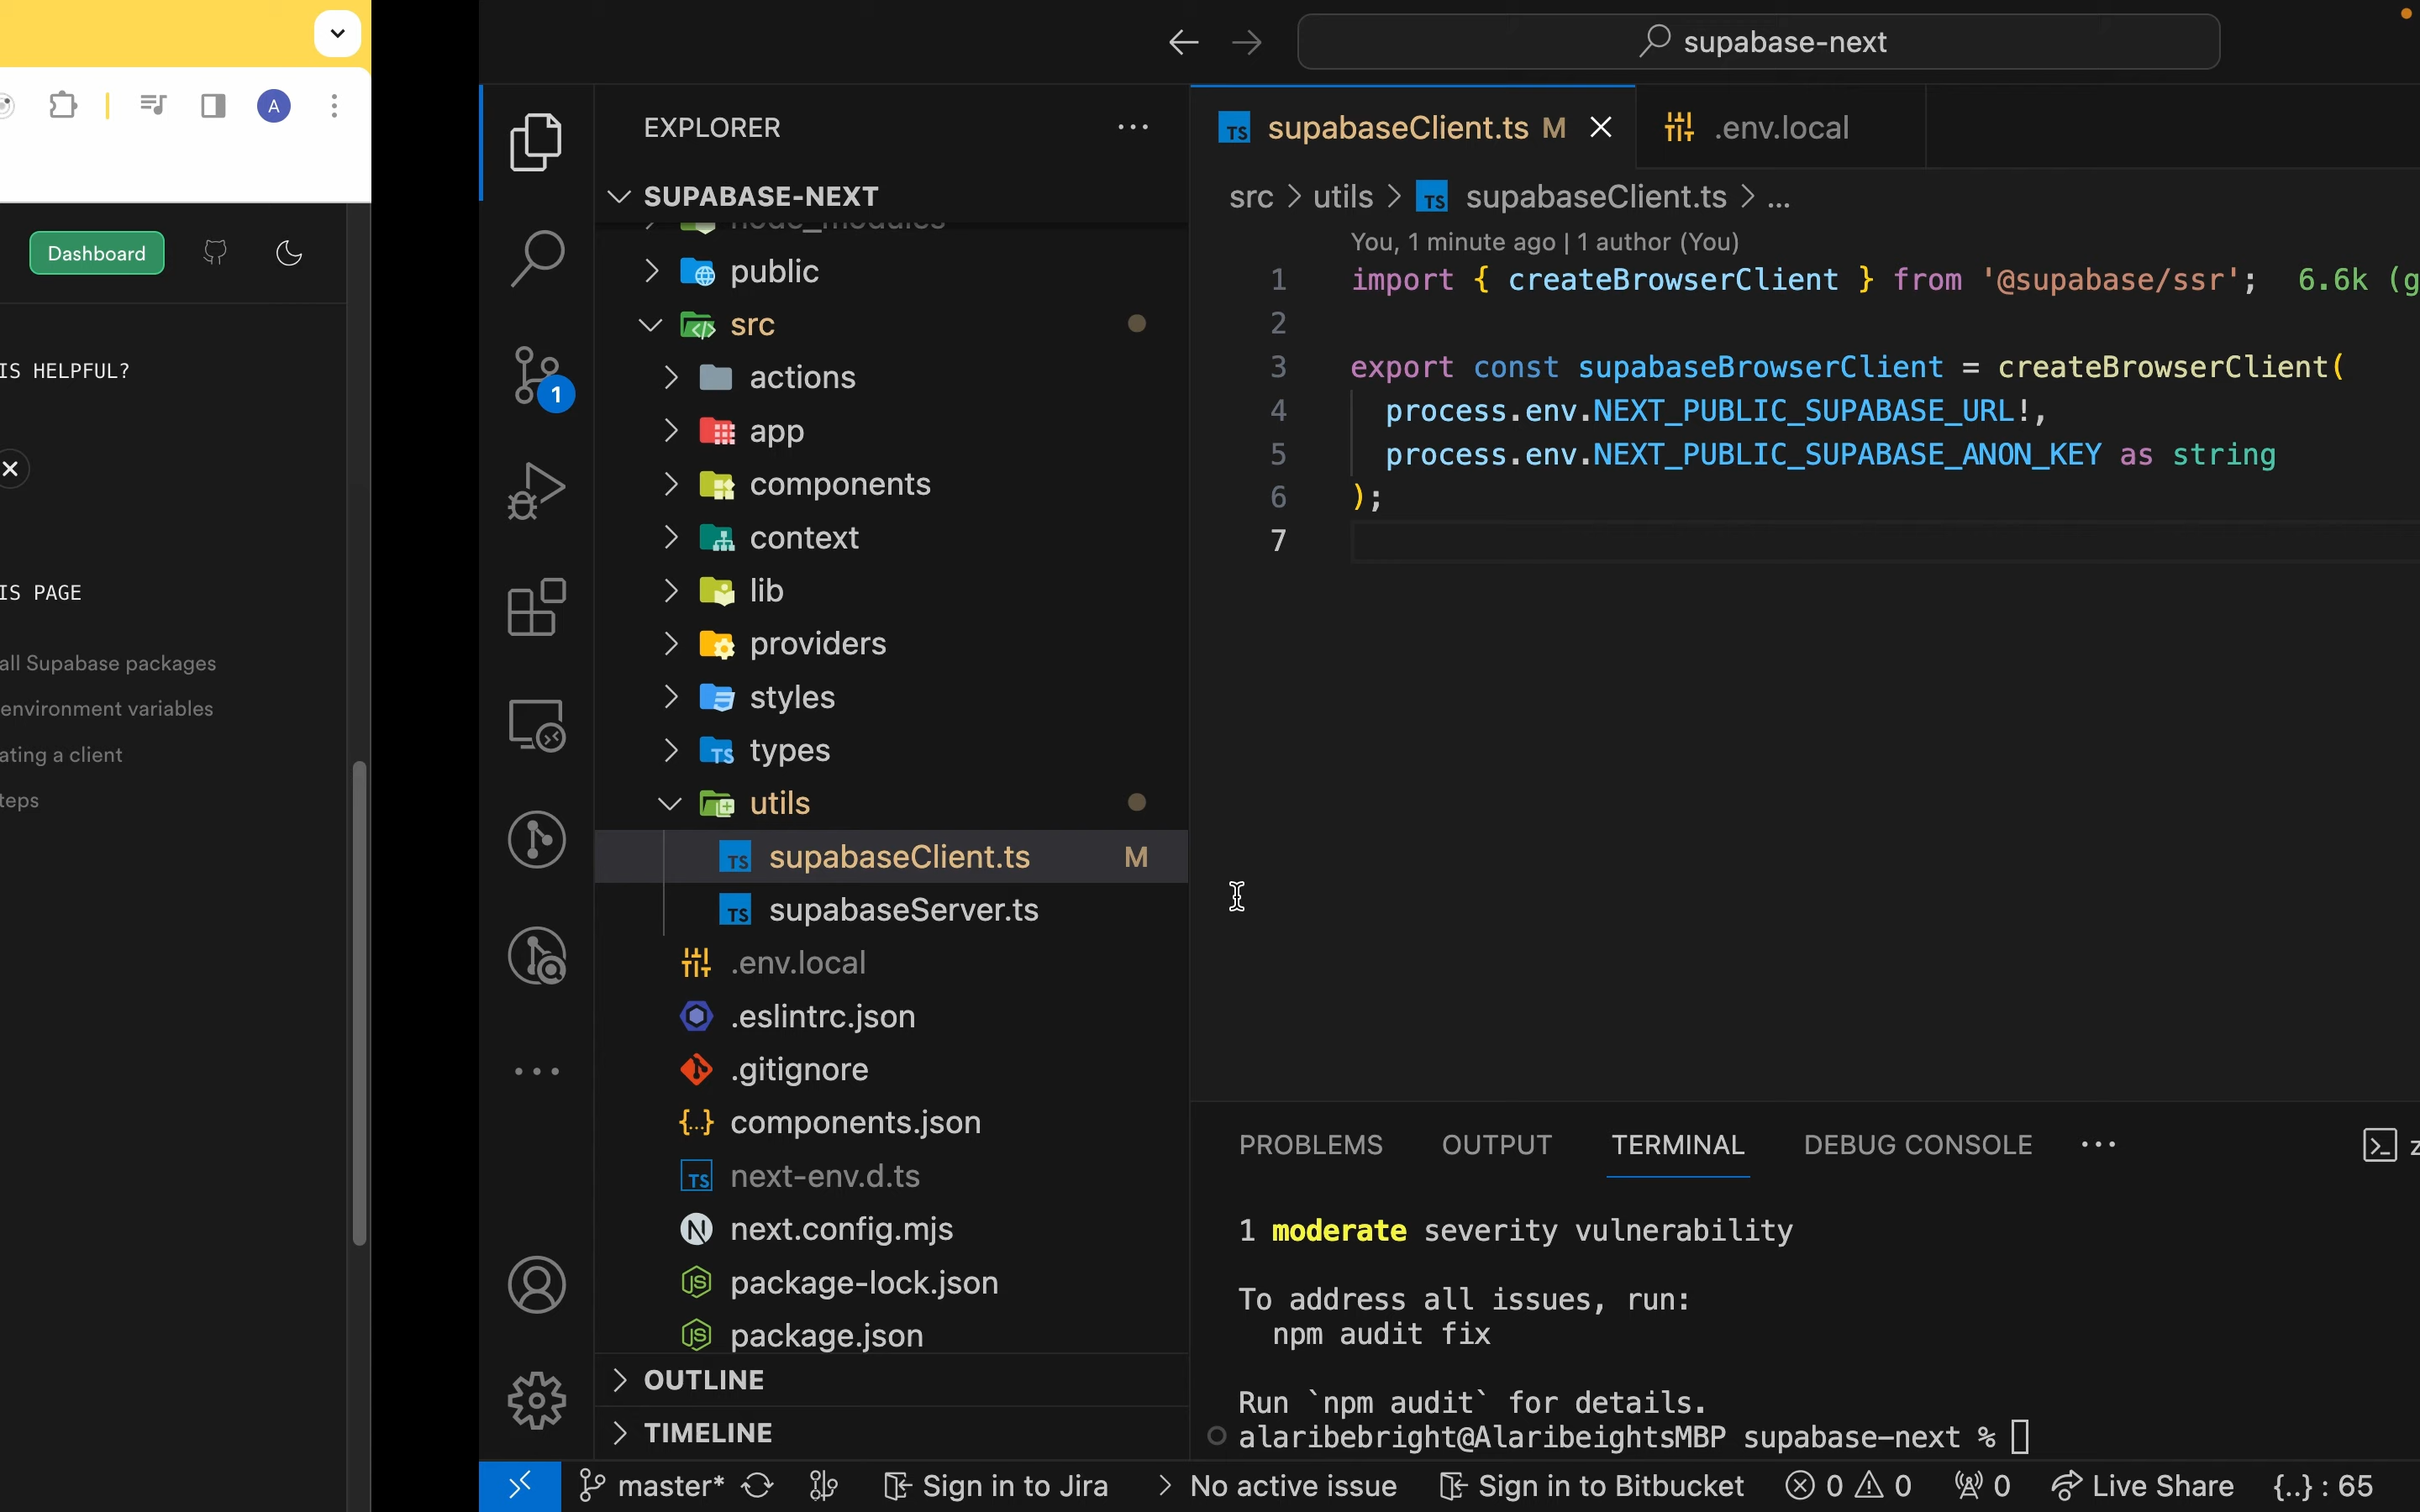 A
Dashboard
IS HELPFUL?
IS PAGE
all Supabase packages
environment variables
ating a client
teps
supabase-next
EXPLORER
SUPABASE-NEXT
node_modules
public
src
actions
app
components
context
lib
providers
styles
types
utils
supabaseClient.ts M
supabaseServer.ts
.env.local
.eslintrc.json
.gitignore
components.json
next-env.d.ts
next.config.mjs
package-lock.json
package.json
OUTLINE
TIMELINE
1
supabaseClient.ts M
.env.local
src > utils > TS supabaseClient.ts > ...
You, 1 minute ago | 1 author (You)
1 import { createBrowserClient } from '@supabase/ssr'; 6.6k (g
2
3 export const supabaseBrowserClient = createBrowserClient(
4 process.env.NEXT_PUBLIC_SUPABASE_URL!,
5 process.env.NEXT_PUBLIC_SUPABASE_ANON_KEY as string
6 );
7
PROBLEMS OUTPUT TERMINAL DEBUG CONSOLE ... z
1 moderate severity vulnerability
To address all issues, run:
npm audit fix
Run `npm audit` for details.
alaribebright@AlaribeightsMBP supabase-next %
master* Sign in to Jira > No active issue Sign in to Bitbucket 0 0 0 Live Share {..} : 65